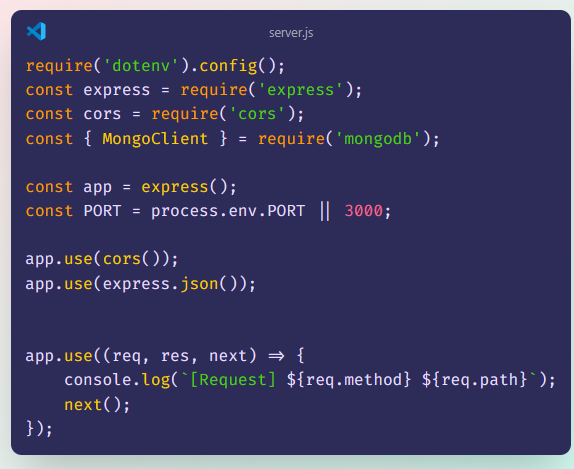 server.js
require('dotenv').config();
const express = require('express');
const cors = require('cors');
const { MongoClient } = require('mongodb');
const app = express();
const PORT = process.env.PORT || 3000;
app.use(cors());
app.use(express.json());
app.use((req, res, next) => {
    console.log(`[Request] ${req.method} ${req.path}`);
    next();
});